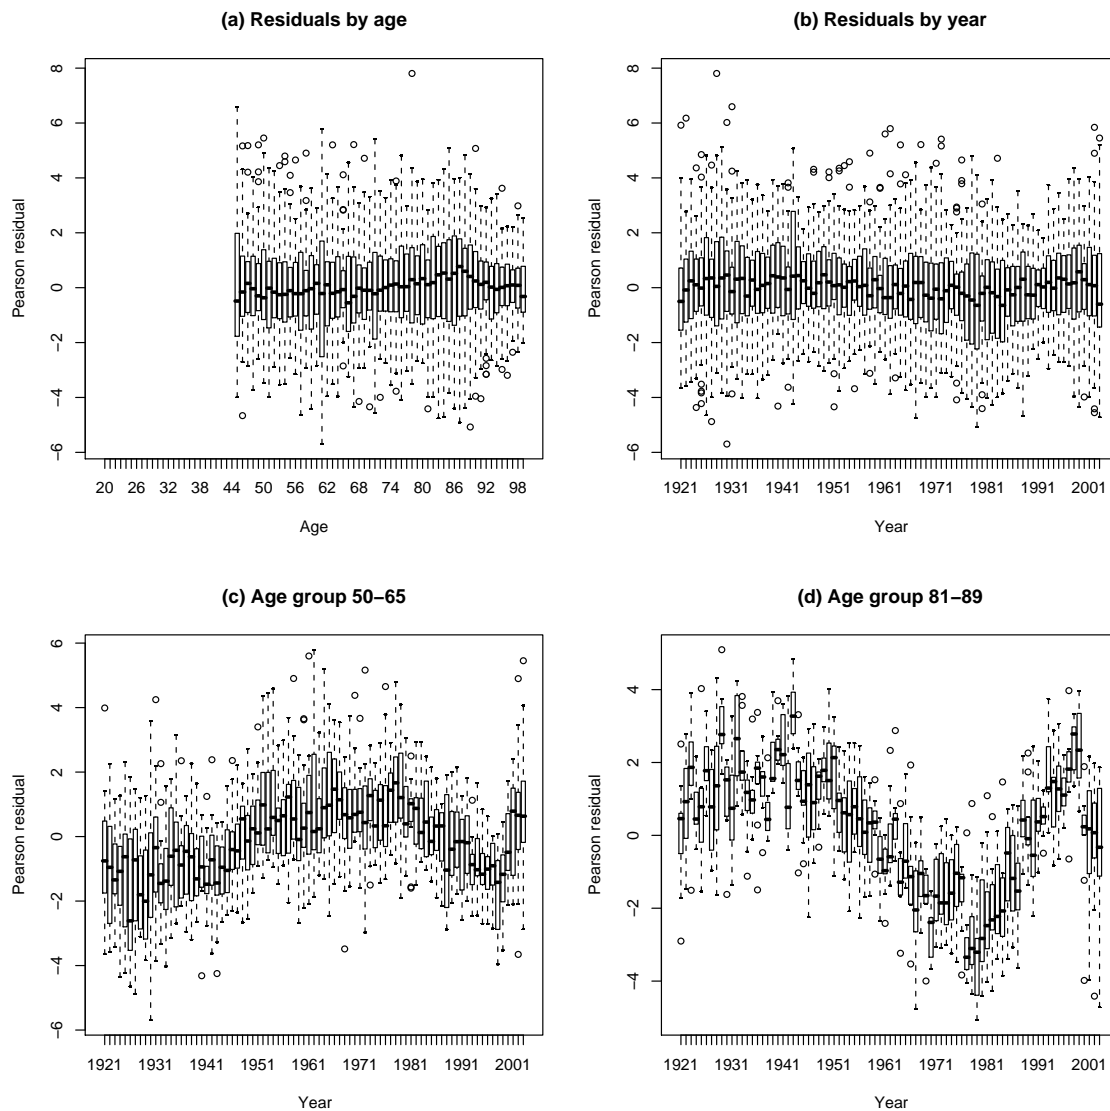 (a) Residuals by age
Pearson residual
8
6
4
2
0
−2
−4
−6
20 26 32 38 44 50 56 62 68 74 80 86 92 98
Age
(b) Residuals by year
Pearson residual
8
6
4
2
0
−2
−4
−6
1921 1931 1941 1951 1961 1971 1981 1991 2001
Year
(c) Age group 50−65
Pearson residual
6
4
2
0
−2
−4
−6
1921 1931 1941 1951 1961 1971 1981 1991 2001
Year
(d) Age group 81−89
Pearson residual
4
2
0
−2
−4
1921 1931 1941 1951 1961 1971 1981 1991 2001
Year